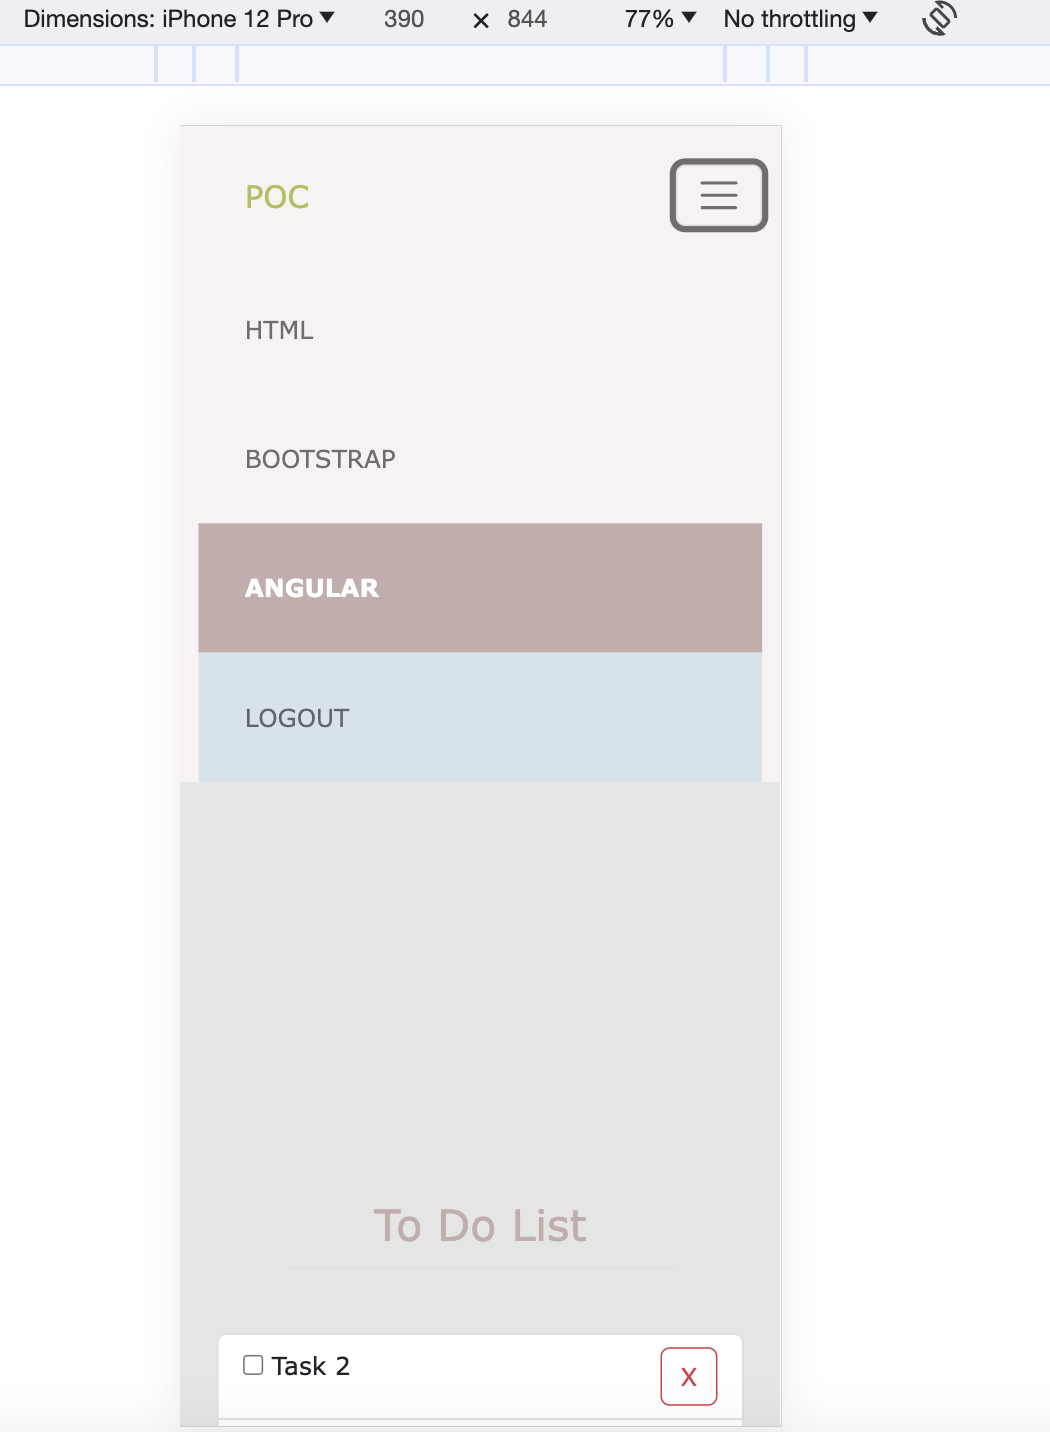 Dimensions: iPhone 12 Pro 390 × 844 77% No throttling
POC
HTML
BOOTSTRAP
ANGULAR
LOGOUT
To Do List
Task 2 X